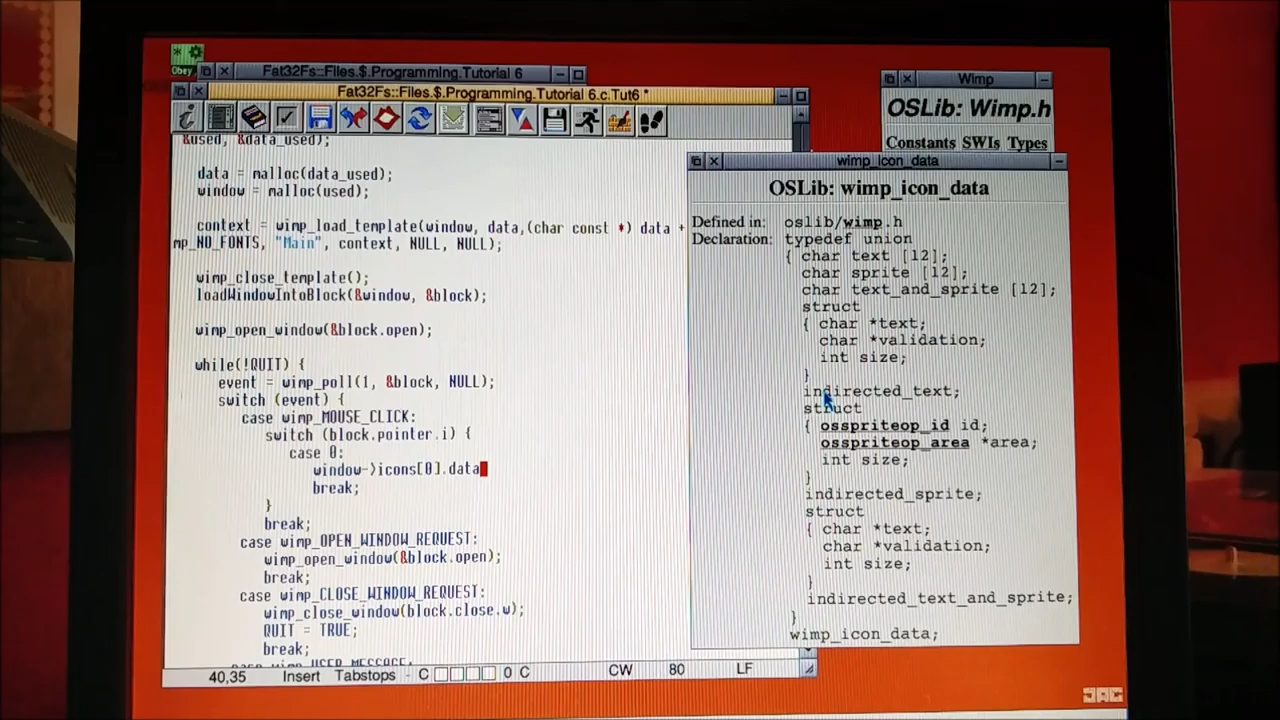 Obey
Fat32Fs::Files.$.Programming.Tutorial 6
Fat32Fs::Files.$.Programming.Tutorial 6.c.Tut6 *
&used, &data_used);
data = malloc(data_used);
window = malloc(used);
context = wimp_load_template(window, data,(char const *) data +
mp_NO_FONTS, "Main", context, NULL, NULL);
wimp_close_template();
loadWindowIntoBlock(&window, &block);
wimp_open_window(&block.open);
while(!QUIT) {
event = wimp_poll(1, &block, NULL);
switch (event) {
case wimp_MOUSE_CLICK:
switch (block.pointer.i) {
case 0:
window->icons[0].data
break;
}
break;
case wimp_OPEN_WINDOW_REQUEST:
wimp_open_window(&block.open);
break;
case wimp_CLOSE_WINDOW_REQUEST:
wimp_close_window(block.close.w);
QUIT = TRUE;
break;
case wimp_USER_MESSAGE:
40,35 Insert Tabstops - C 0 C CW 80 LF
Wimp
OSLib: Wimp.h
Constants SWIs Types
wimp_icon_data
OSLib: wimp_icon_data
Defined in: oslib/wimp.h
Declaration: typedef union
{ char text [12];
char sprite [12];
char text_and_sprite [12];
struct
{ char *text;
char *validation;
int size;
}
indirected_text;
struct
{ osspriteop_id id;
osspriteop_area *area;
int size;
}
indirected_sprite;
struct
{ char *text;
char *validation;
int size;
}
indirected_text_and_sprite;
}
wimp_icon_data;